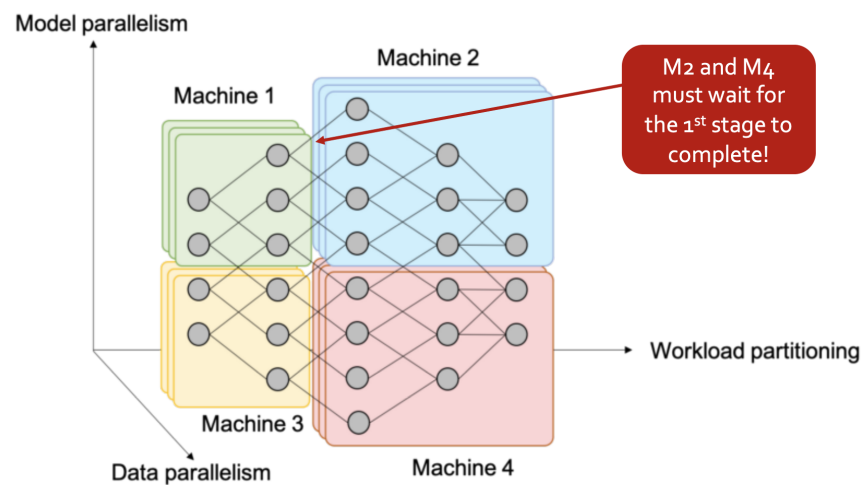 Model parallelism
Machine 2
Machine 1
M2 and M4
must wait for
the 1st stage to
complete!
Workload partitioning
Machine 3
Data parallelism
Machine 4